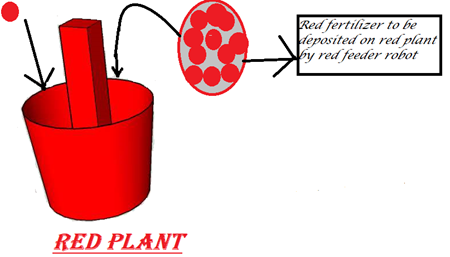 Red fertilizer to be
deposited on red plant
by red feeder robot
RED PLANT